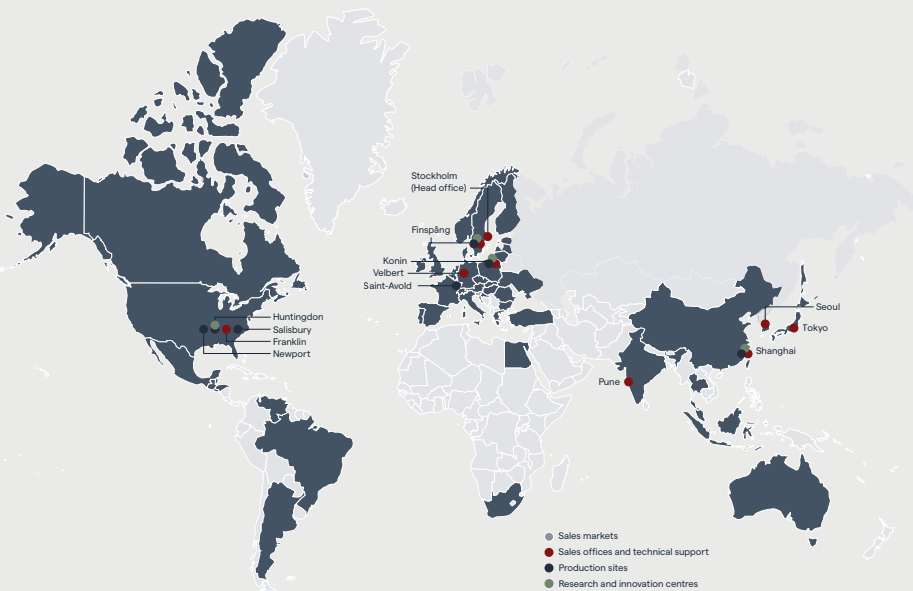 Stockholm
(Head office)
Finspång
Konin
Velbert
Saint-Avold
Huntingdon
Salisbury
Franklin
Newport
Seoul
Tokyo
Shanghai
Pune
Sales markets
Sales offices and technical support
Production sites
Research and innovation centres